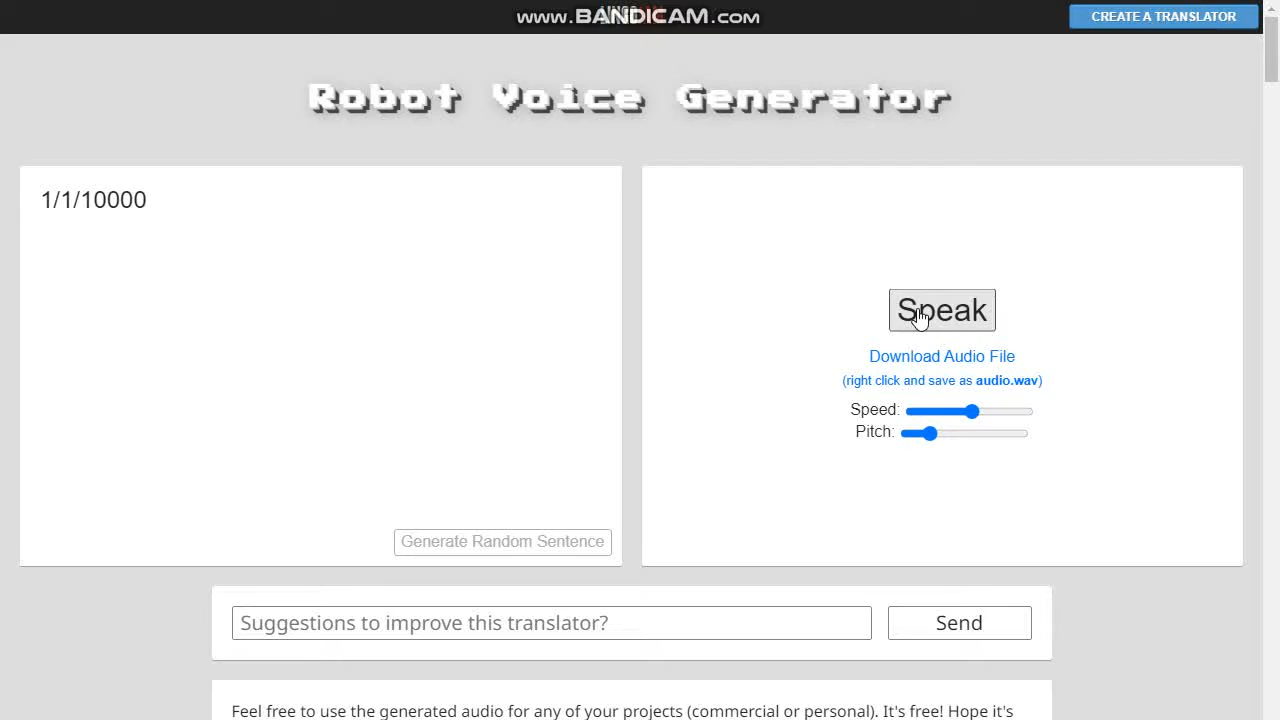 www.BANDICAM.com
CREATE A TRANSLATOR
Robot Voice Generator
1/1/10000
Generate Random Sentence
Speak
Download Audio File
(right click and save as audio.wav)
Speed:
Pitch:
Suggestions to improve this translator?
Send
Feel free to use the generated audio for any of your projects (commercial or personal). It's free! Hope it's